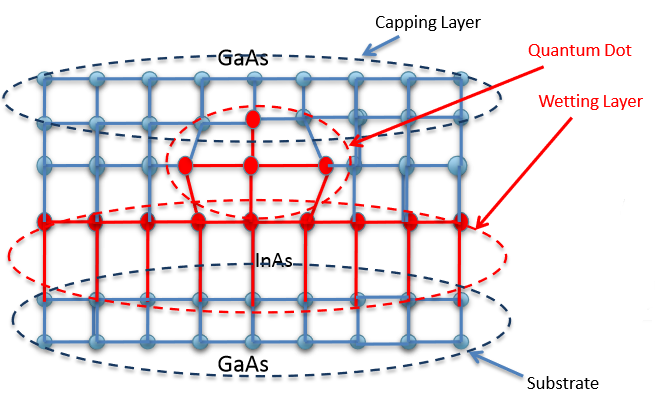 Capping Layer
GaAs
Quantum Dot
Wetting Layer
InAs
GaAs
Substrate